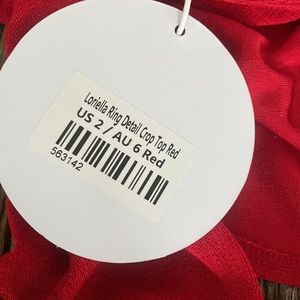 Loriella Ring Detail Crop Top Red
US 2 / AU 6 Red
563142